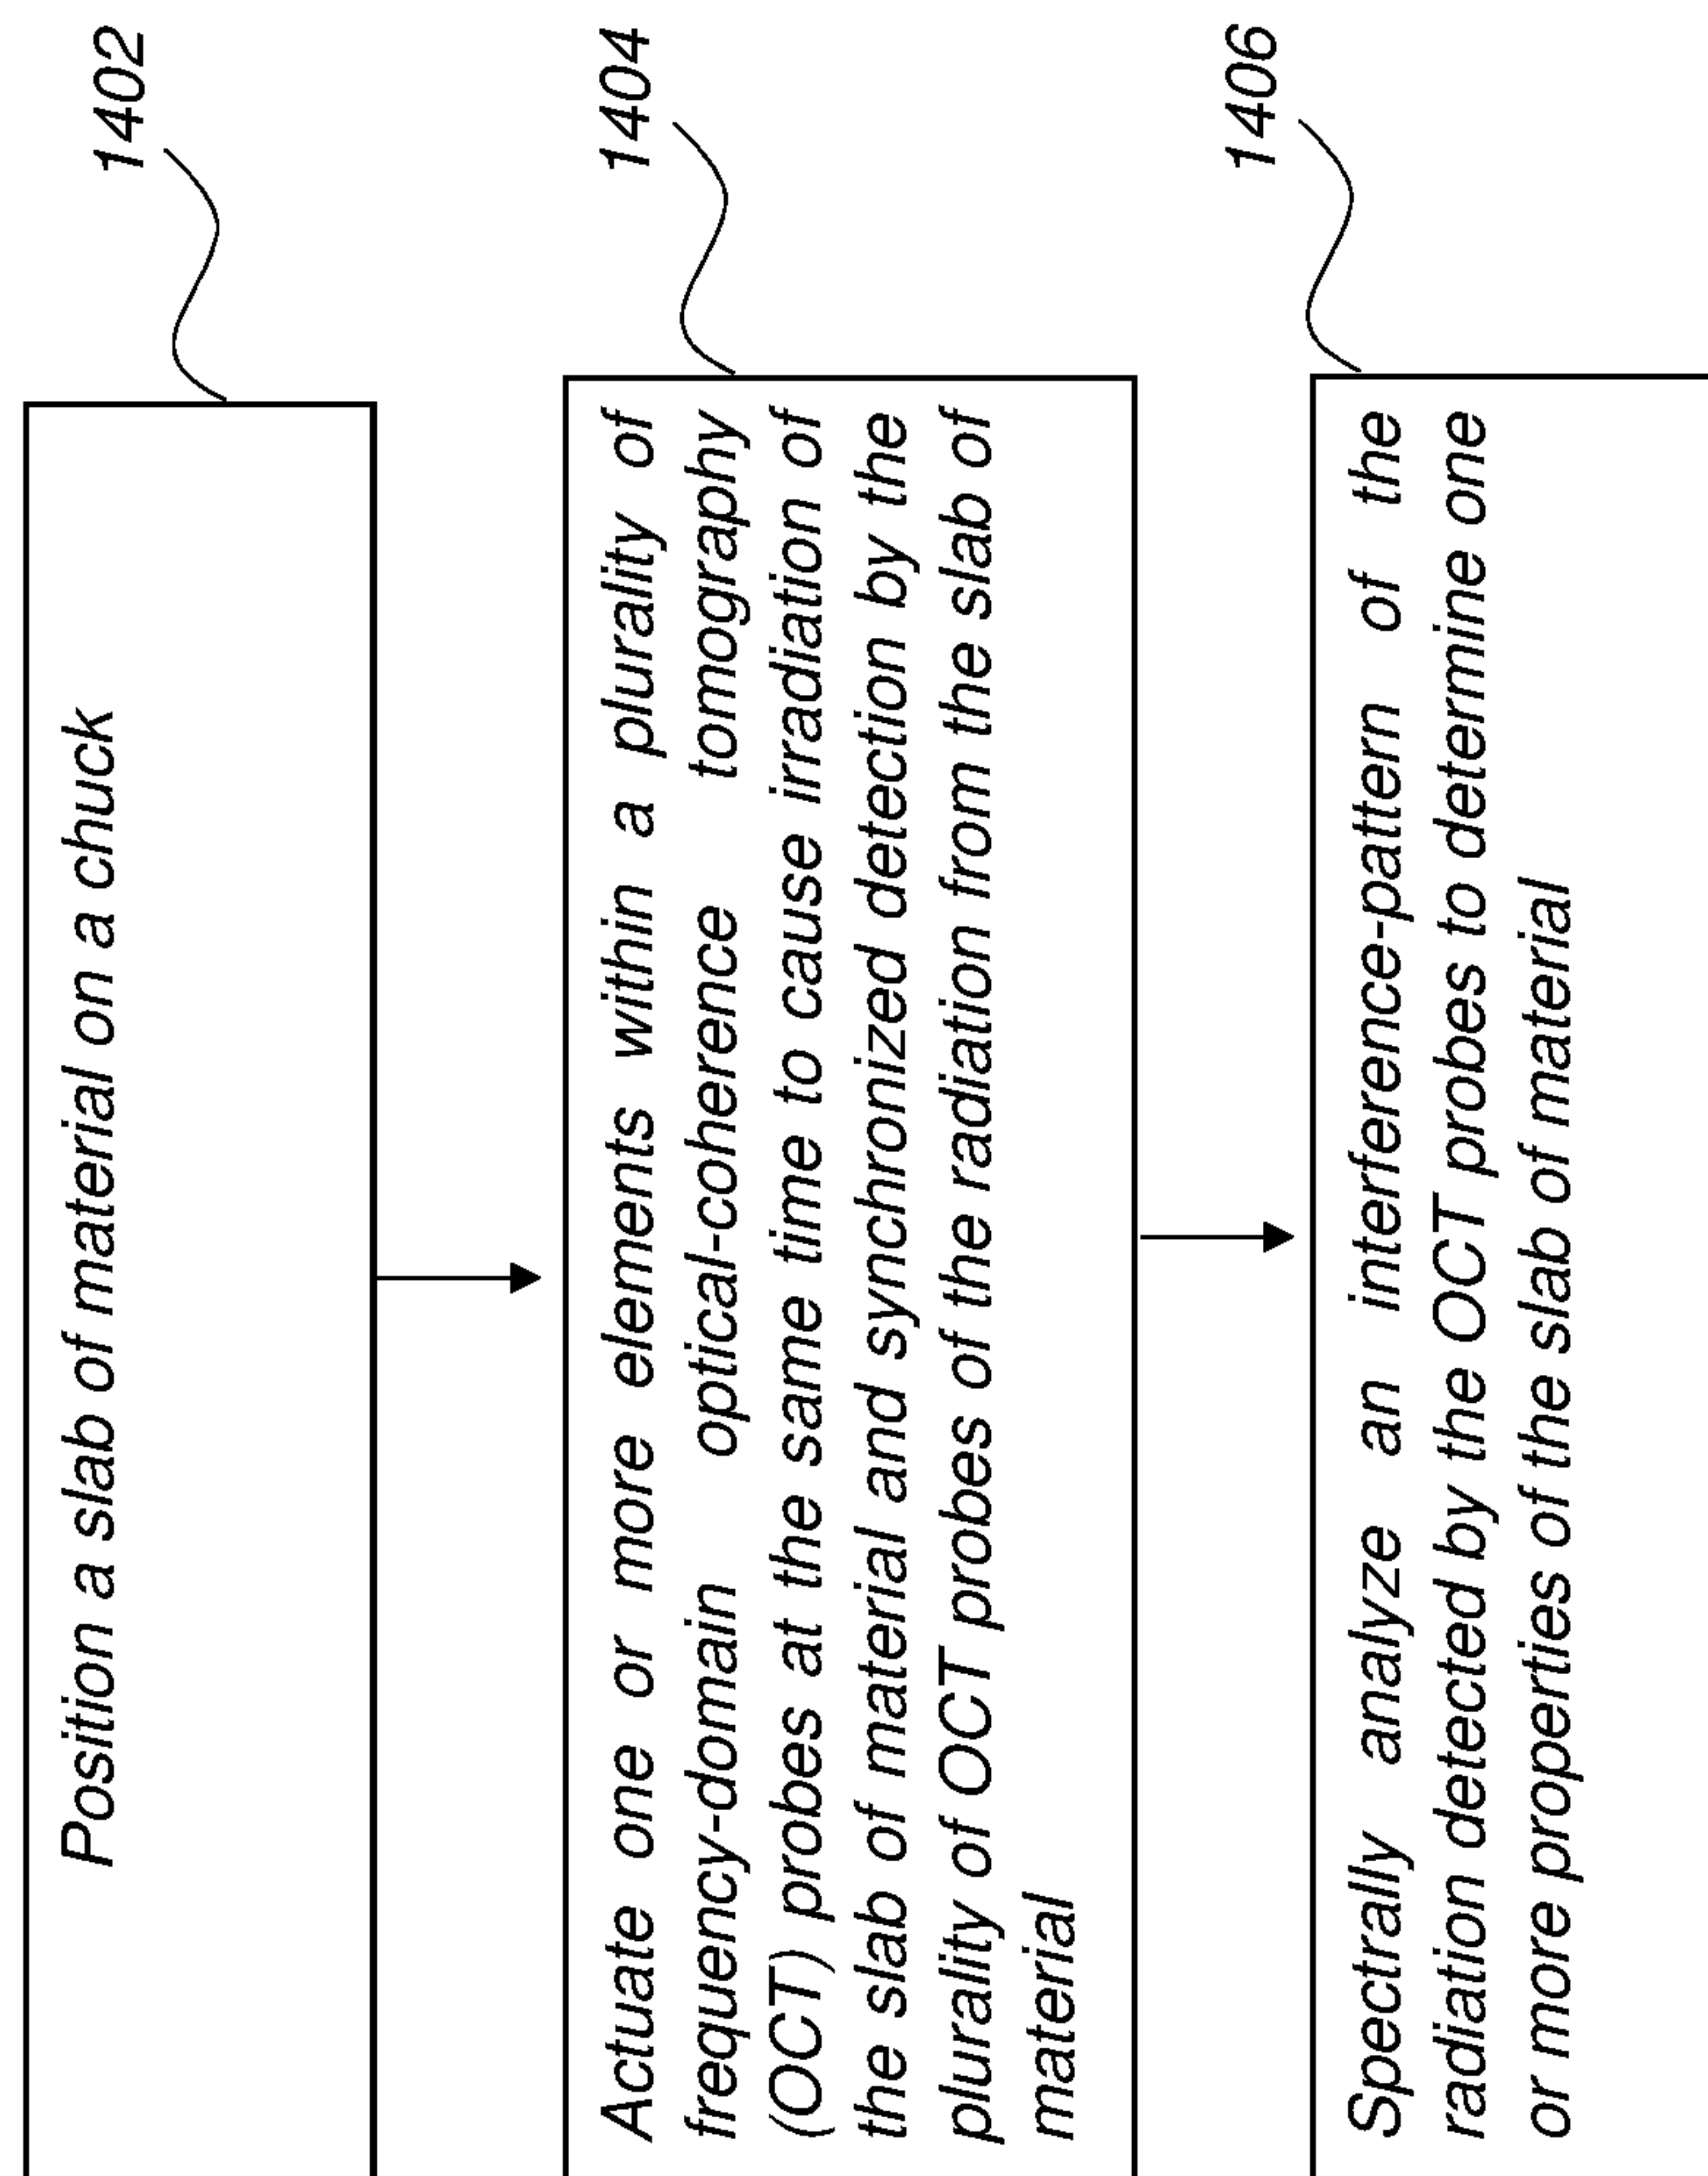 1402
Position a slab of material on a chuck
1404
Actuate one or more elements within a plurality of
frequency-domain optical-coherence tomography
(OCT) probes at the same time to cause irradiation of
the slab of material and synchronized detection by the
plurality of OCT probes of the radiation from the slab of
material
1406
Spectrally analyze an interference-pattern of the
radiation detected by the OCT probes to determine one
or more properties of the slab of material